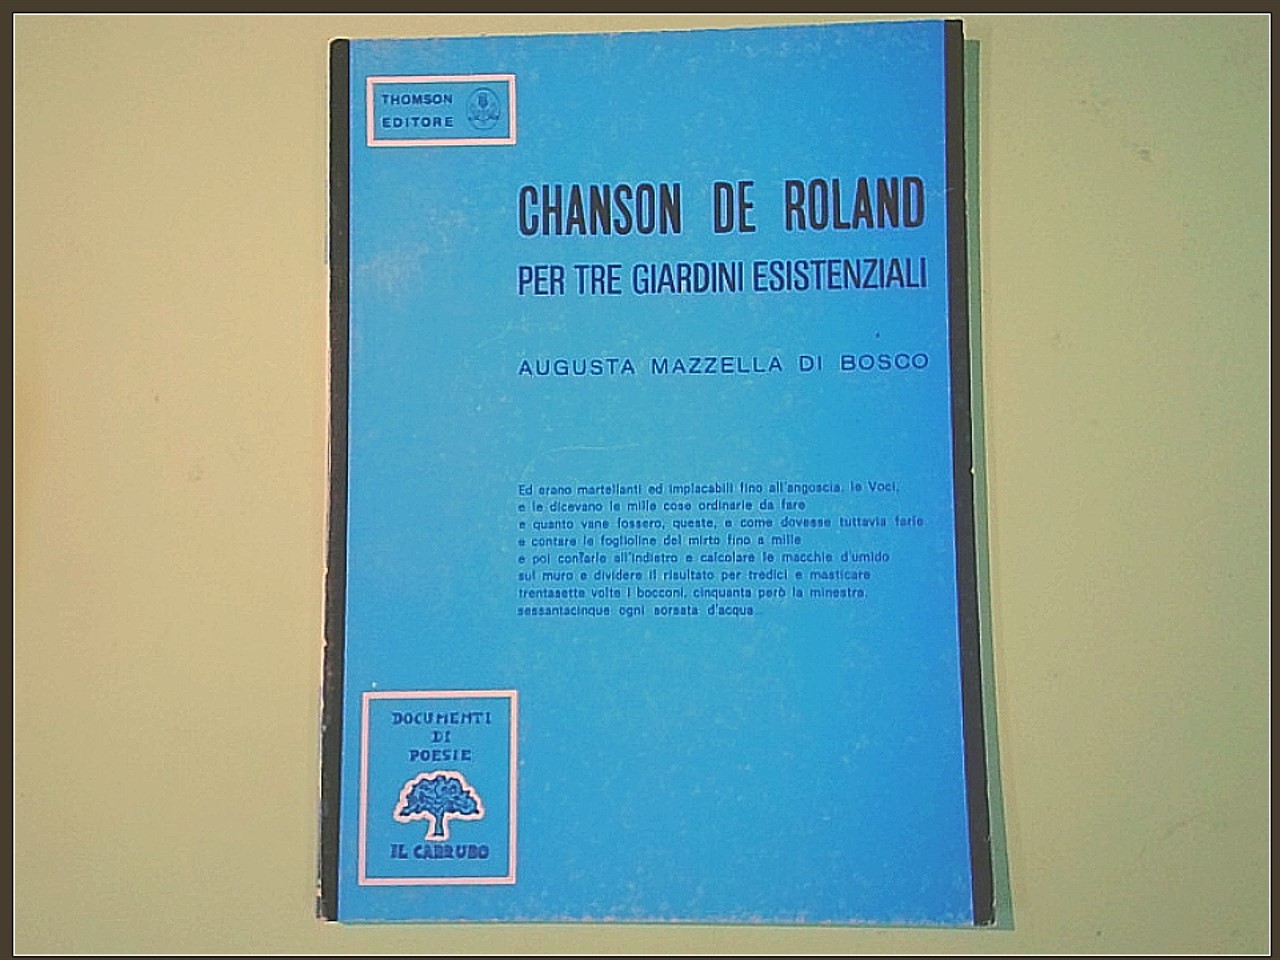 THOMSON
EDITORE
CHANSON DE ROLAND
PER TRE GIARDINI ESISTENZIALI
AUGUSTA MAZZELLA DI BOSCO
Ed erano martellanti ed implacabili fino all'angoscia, le Voci,
e le dicevano le mille cose ordinarie da fare
e quanto vane fossero, queste, e come dovesse tuttavia farle
e contare le foglioline del mirto fino a mille
e poi contarle all'indietro e calcolare le macchie d'umido
sul muro e dividere il risultato per tredici e masticare
trentasette volte i bocconi, cinquanta però la minestra,
sessantacinque ogni sorsata d'acqua...
DOCUMENTI
DI
POESIE
IL CARRUBO